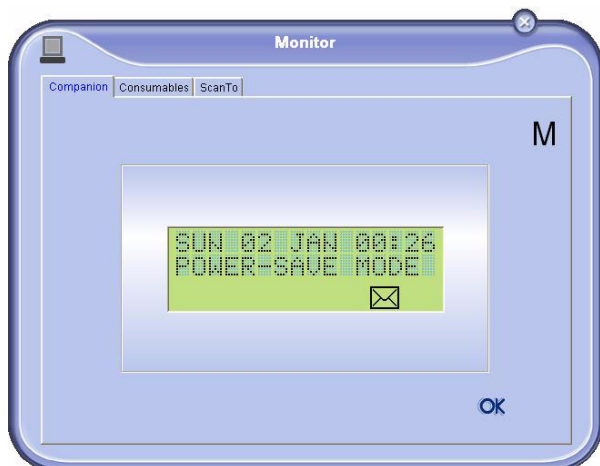 Monitor
Companion Consumables ScanTo
M
SUN 02 JAN 00:26
POWER-SAVE MODE
OK